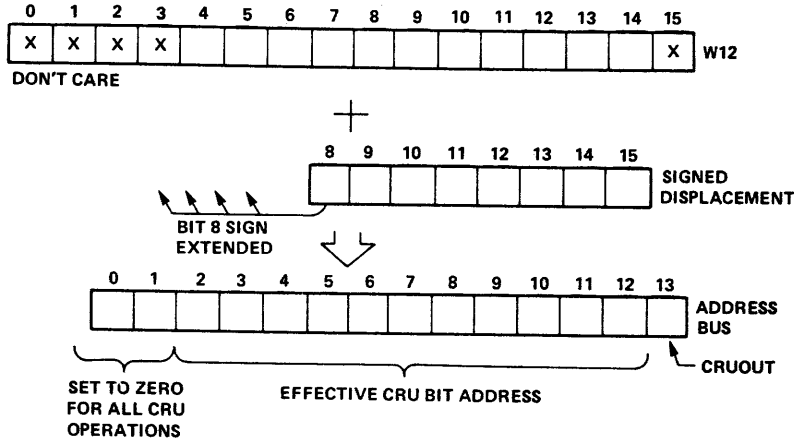 0 1 2 3 4 5 6 7 8 9 10 11 12 13 14 15
X X X X X W12
DON'T CARE
+
8 9 10 11 12 13 14 15
SIGNED
DISPLACEMENT
BIT 8 SIGN
EXTENDED
0 1 2 3 4 5 6 7 8 9 10 11 12 13
ADDRESS
BUS
CRUOUT
SET TO ZERO
FOR ALL CRU
OPERATIONS
EFFECTIVE CRU BIT ADDRESS